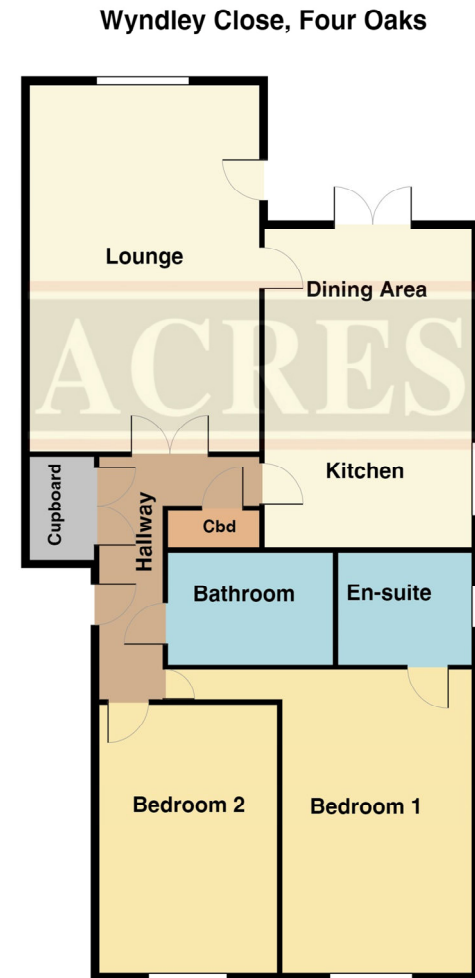 Wyndley Close, Four Oaks
Lounge
Dining Area
ACRES
Kitchen
Cupboard
Hallway
Cbd
Bathroom
En-suite
Bedroom 2
Bedroom 1